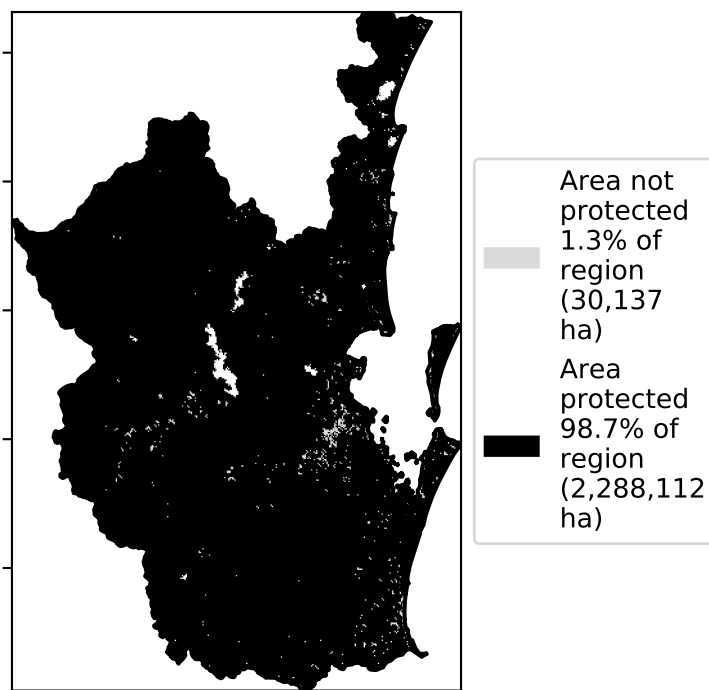 Area not
protected
1.3% of
region
(30,137
ha)
Area
protected
98.7% of
region
(2,288,112
ha)